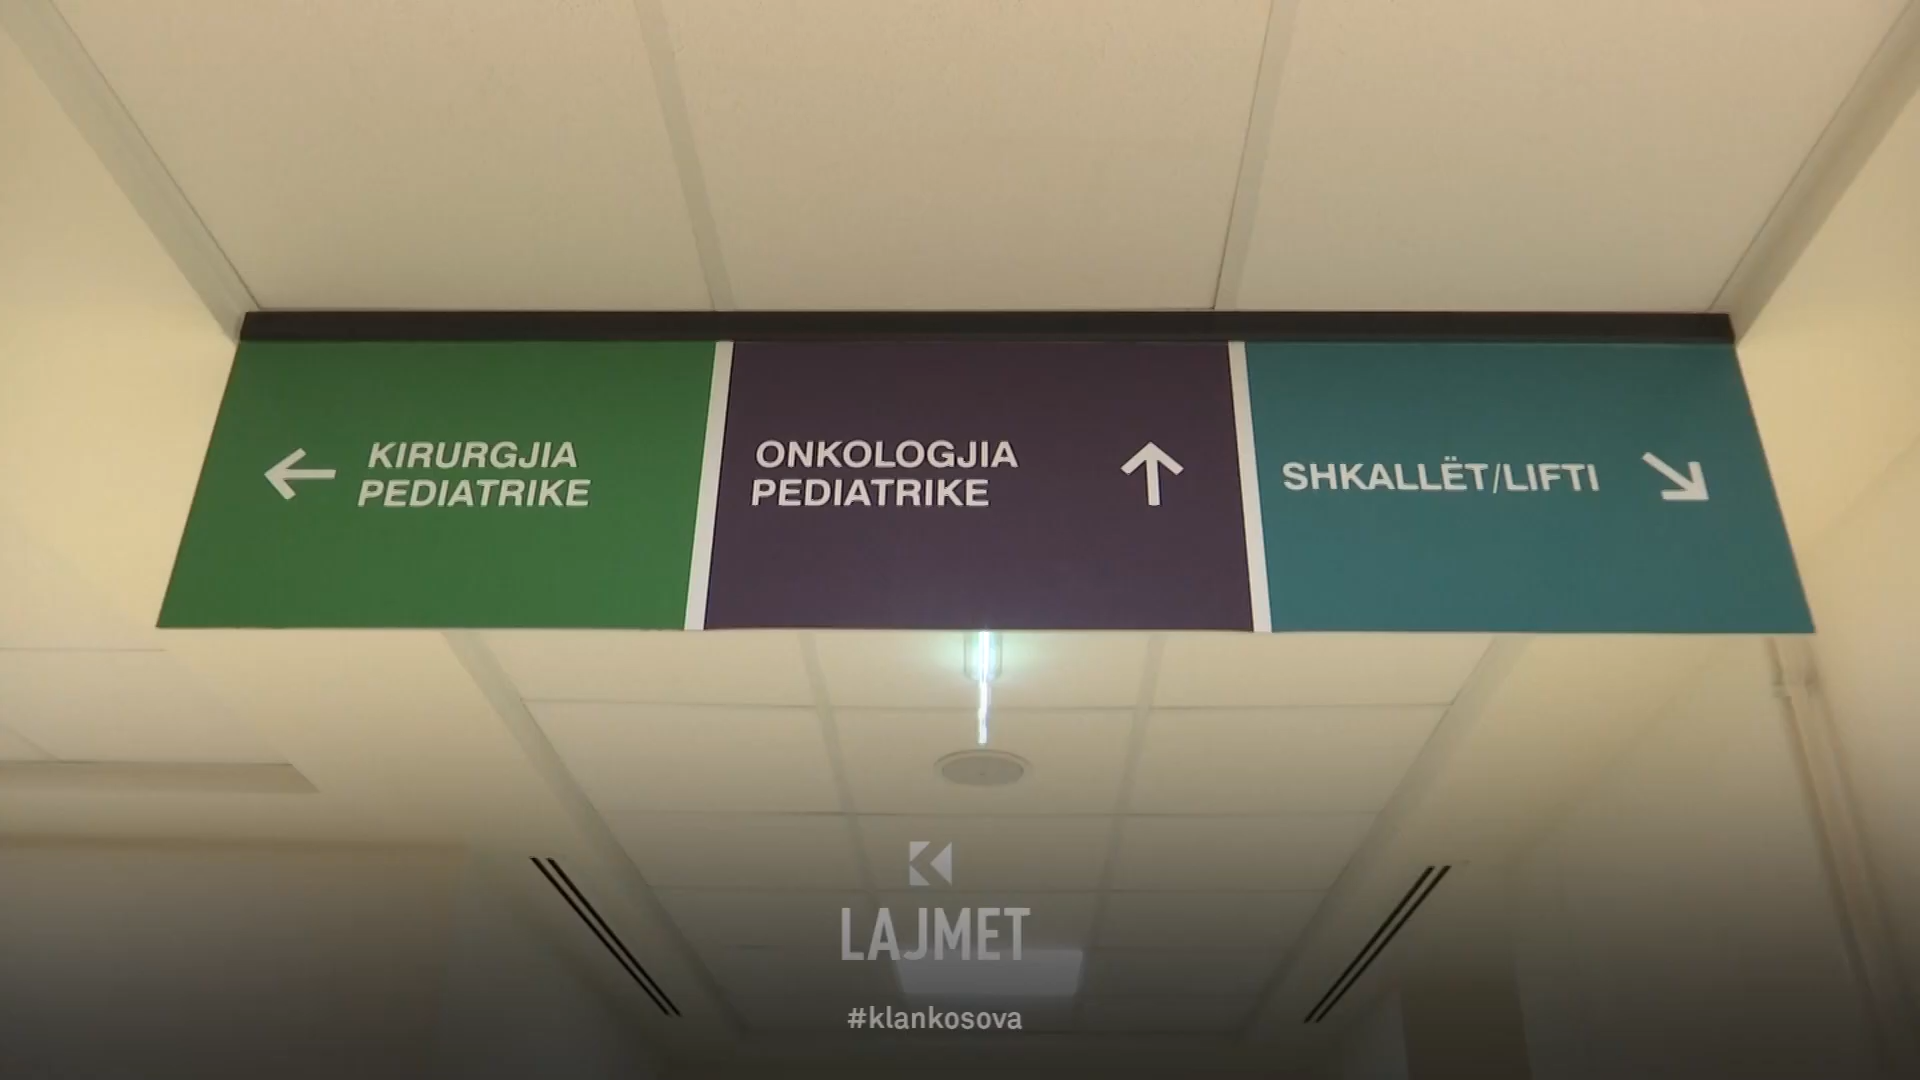 KIRURGJIA
PEDIATRIKE
ONKOLOGJIA
PEDIATRIKE
SHKALLËT/LIFTI
LAJMET
#klankosova